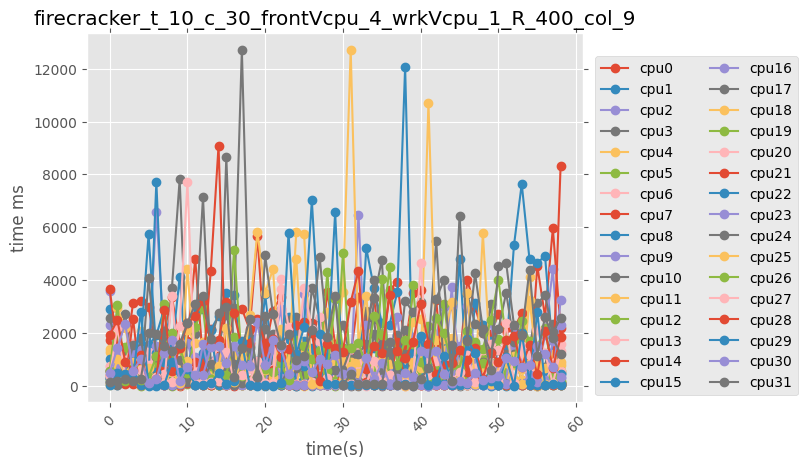 firecracker_t_10_c_30_frontVcpu_4_wrkVcpu_1_R_400_col_9
time ms
12000
10000
8000
6000
4000
2000
0
0
10
20
30
40
50
60
time(s)
cpu0
cpu1
cpu2
cpu3
cpu4
cpu5
cpu6
cpu7
cpu8
cpu9
cpu10
cpu11
cpu12
cpu13
cpu14
cpu15
cpu16
cpu17
cpu18
cpu19
cpu20
cpu21
cpu22
cpu23
cpu24
cpu25
cpu26
cpu27
cpu28
cpu29
cpu30
cpu31